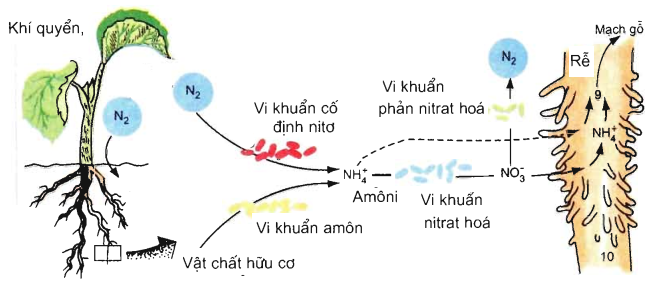 Khí quyển,
N₂
N₂
Vi khuẩn cố
định nitơ
Vi khuẩn amôn
Vật chất hữu cơ
NH₄⁺
Amôni
N₂
Vi khuẩn
phản nitrat hoá
NO₃⁻
Vi khuẩn
nitrat hoá
Mạch gỗ
Rễ
9
NH₄⁺
10